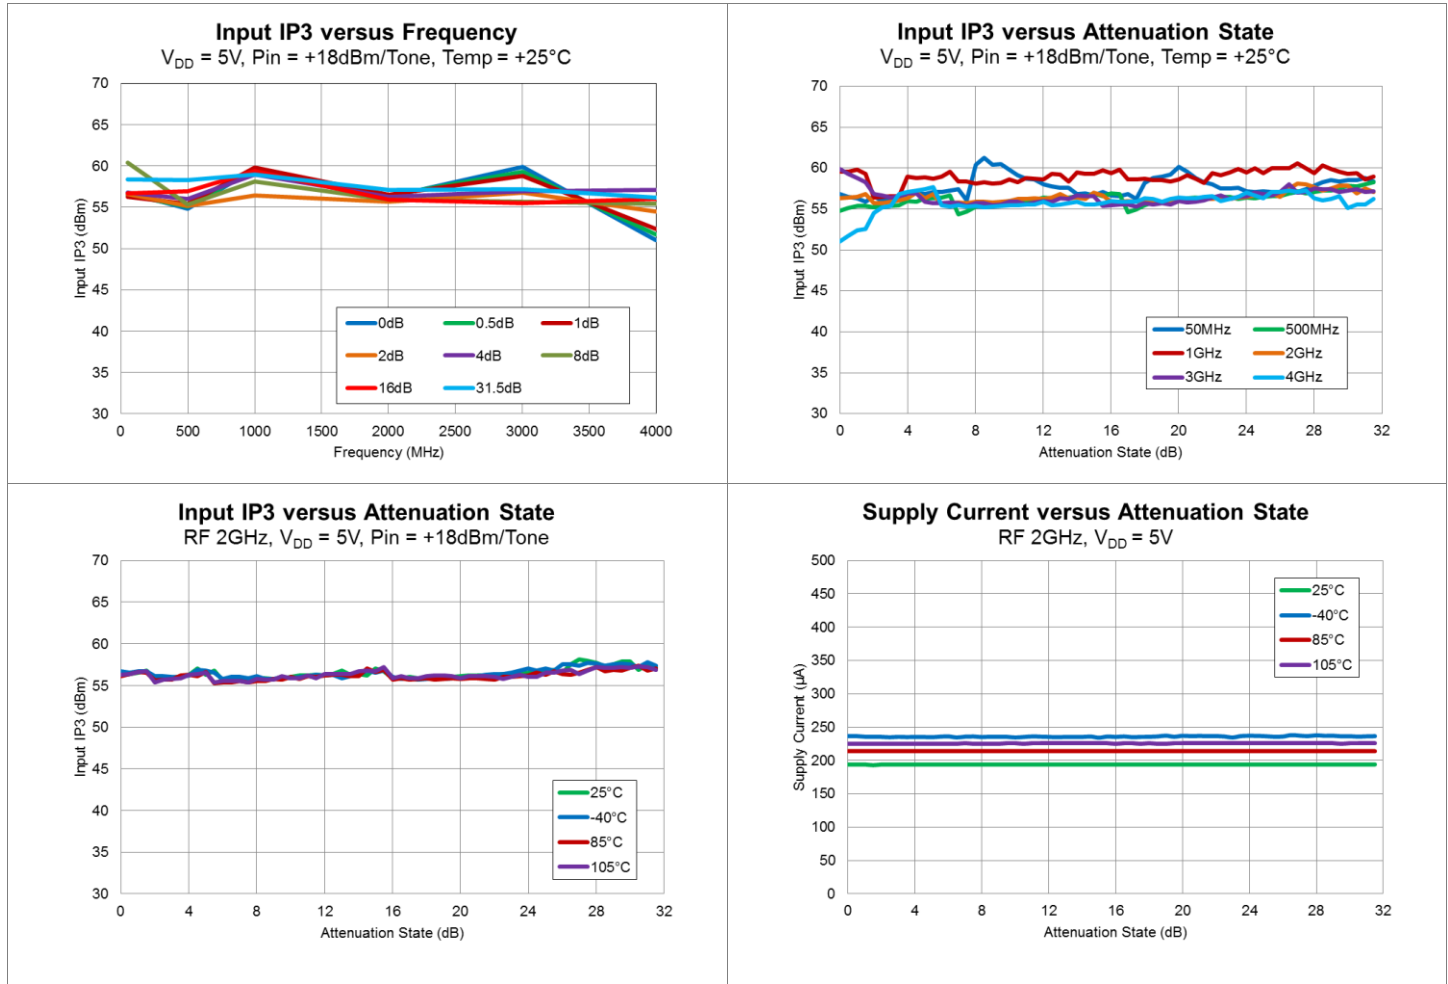 Input IP3 versus Frequency
VDD = 5V, Pin = +18dBm/Tone, Temp = +25°C
70
65
60
55
50
45
40
35
30
Input IP3 (dBm)
0dB 0.5dB 1dB
2dB 4dB 8dB
16dB 31.5dB
0 500 1000 1500 2000 2500 3000 3500 4000
Frequency (MHz)
Input IP3 versus Attenuation State
VDD = 5V, Pin = +18dBm/Tone, Temp = +25°C
70
65
60
55
50
45
40
35
30
Input IP3 (dBm)
50MHz 500MHz
1GHz 2GHz
3GHz 4GHz
0 4 8 12 16 20 24 28 32
Attenuation State (dB)
Input IP3 versus Attenuation State
RF 2GHz, VDD = 5V, Pin = +18dBm/Tone
70
65
60
55
50
45
40
35
30
Input IP3 (dBm)
25°C
-40°C
85°C
105°C
0 4 8 12 16 20 24 28 32
Attenuation State (dB)
Supply Current versus Attenuation State
RF 2GHz, VDD = 5V
500
450
400
350
300
250
200
150
100
50
0
Supply Current (µA)
25°C
-40°C
85°C
105°C
0 4 8 12 16 20 24 28 32
Attenuation State (dB)